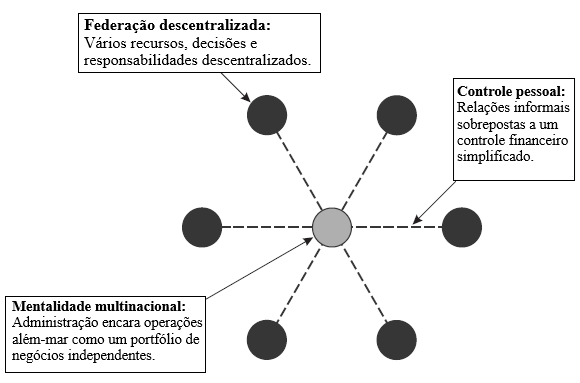 Federação descentralizada:
Vários recursos, decisões e
responsabilidades descentralizados.
Controle pessoal:
Relações informais
sobrepostas a um
controle financeiro
simplificado.
Mentalidade multinacional:
Administração encara operações
além-mar como um portfólio de
negócios independentes.